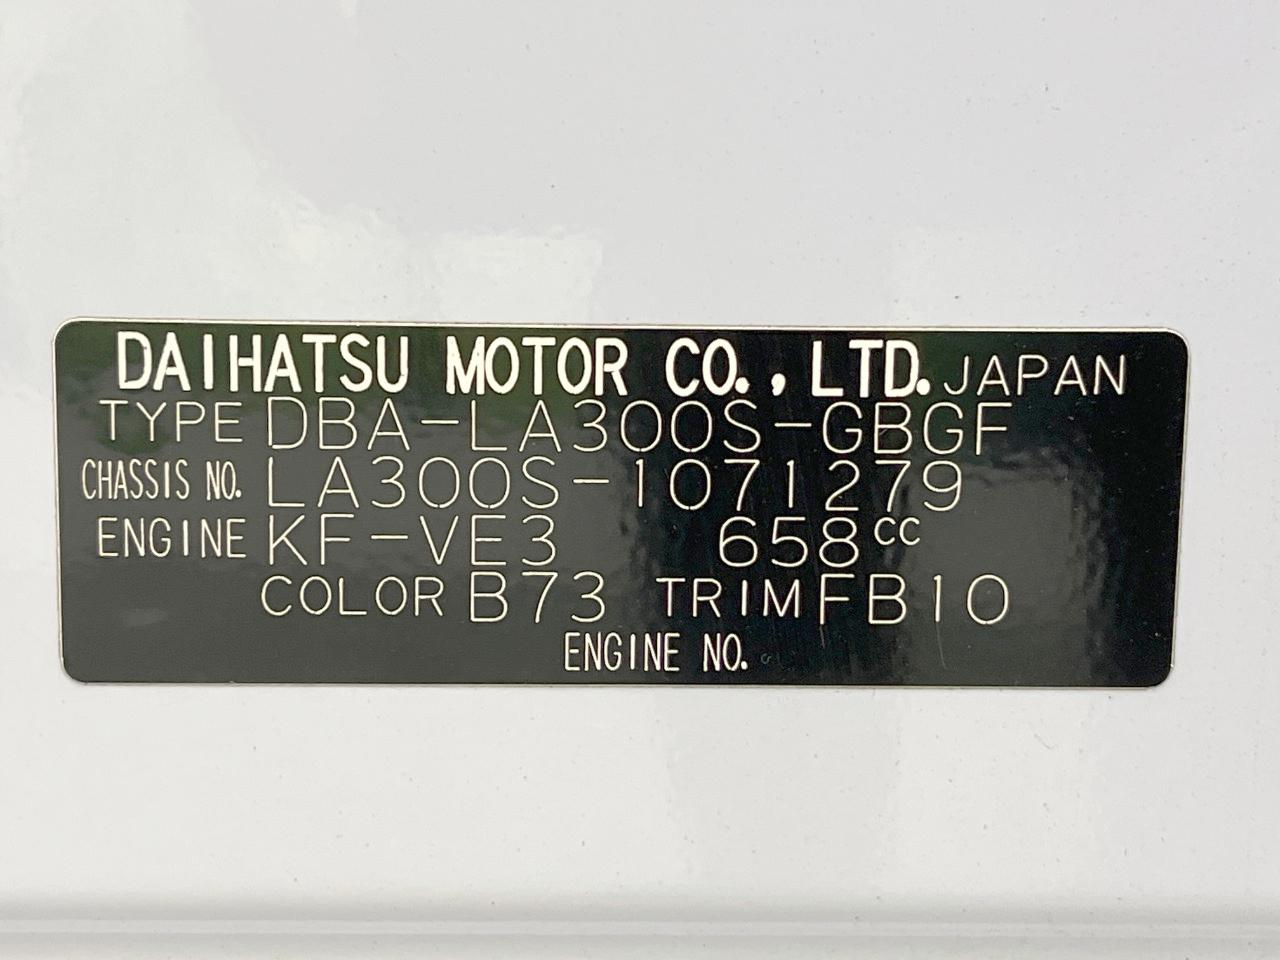 DAIHATSU MOTOR CO., LTD. JAPAN
TYPE DBA-LA300S-GBGF
CHASSIS NO. LA300S-1071279
ENGINE KF-VE3 658cc
COLOR B73 TRIM FB10
ENGINE NO.